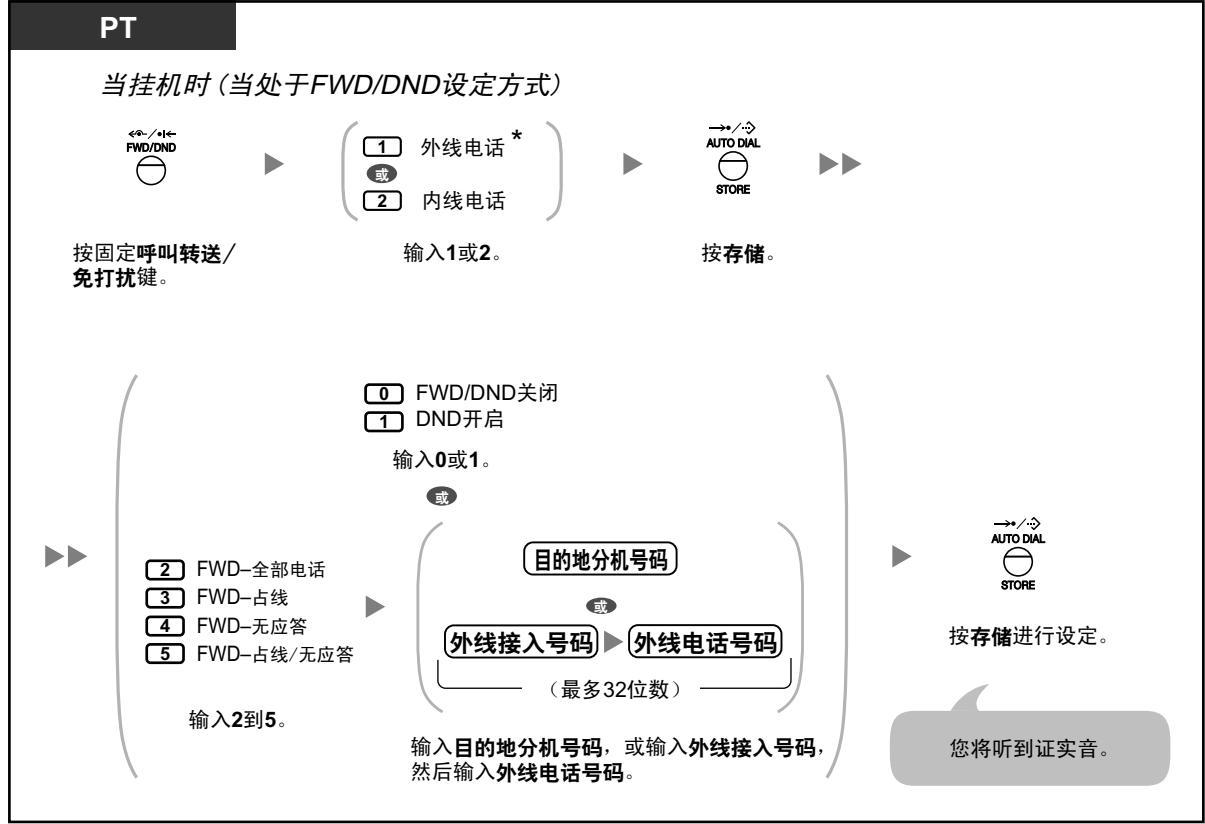 PT
当挂机时（当处于FWD/DND设定方式）
FWD/DND
1 外线电话*
或
2 内线电话
AUTO DIAL
STORE
按固定呼叫转送/
免打扰键。
输入1或2。
按存储。
0 FWD/DND关闭
1 DND开启
输入0或1。
或
2 FWD–全部电话
3 FWD–占线
4 FWD–无应答
5 FWD–占线/无应答
输入2到5。
目的地分机号码
或
外线接入号码 外线电话号码
（最多32位数）
输入目的地分机号码，或输入外线接入号码，
然后输入外线电话号码。
AUTO DIAL
STORE
按存储进行设定。
您将听到证实音。